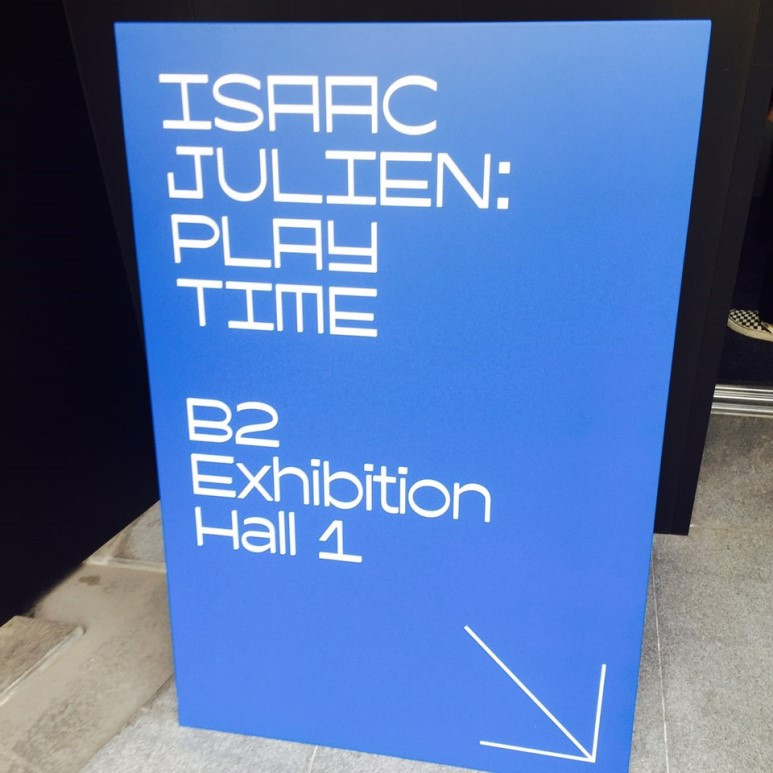 ISAAC
JULIEN:
PLAY
TIME
B2
Exhibition
Hall 1